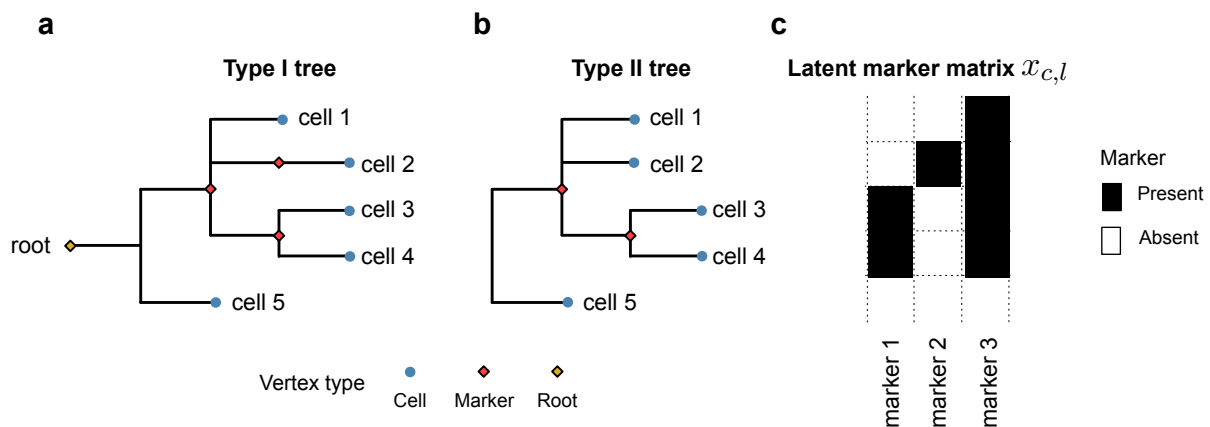 a
Type I tree
root
cell 1
cell 2
cell 3
cell 4
cell 5
b
Type II tree
cell 1
cell 2
cell 3
cell 4
cell 5
c
Latent marker matrix x_{c,l}
marker 1
marker 2
marker 3
Marker
Present
Absent
Vertex type
Cell
Marker
Root